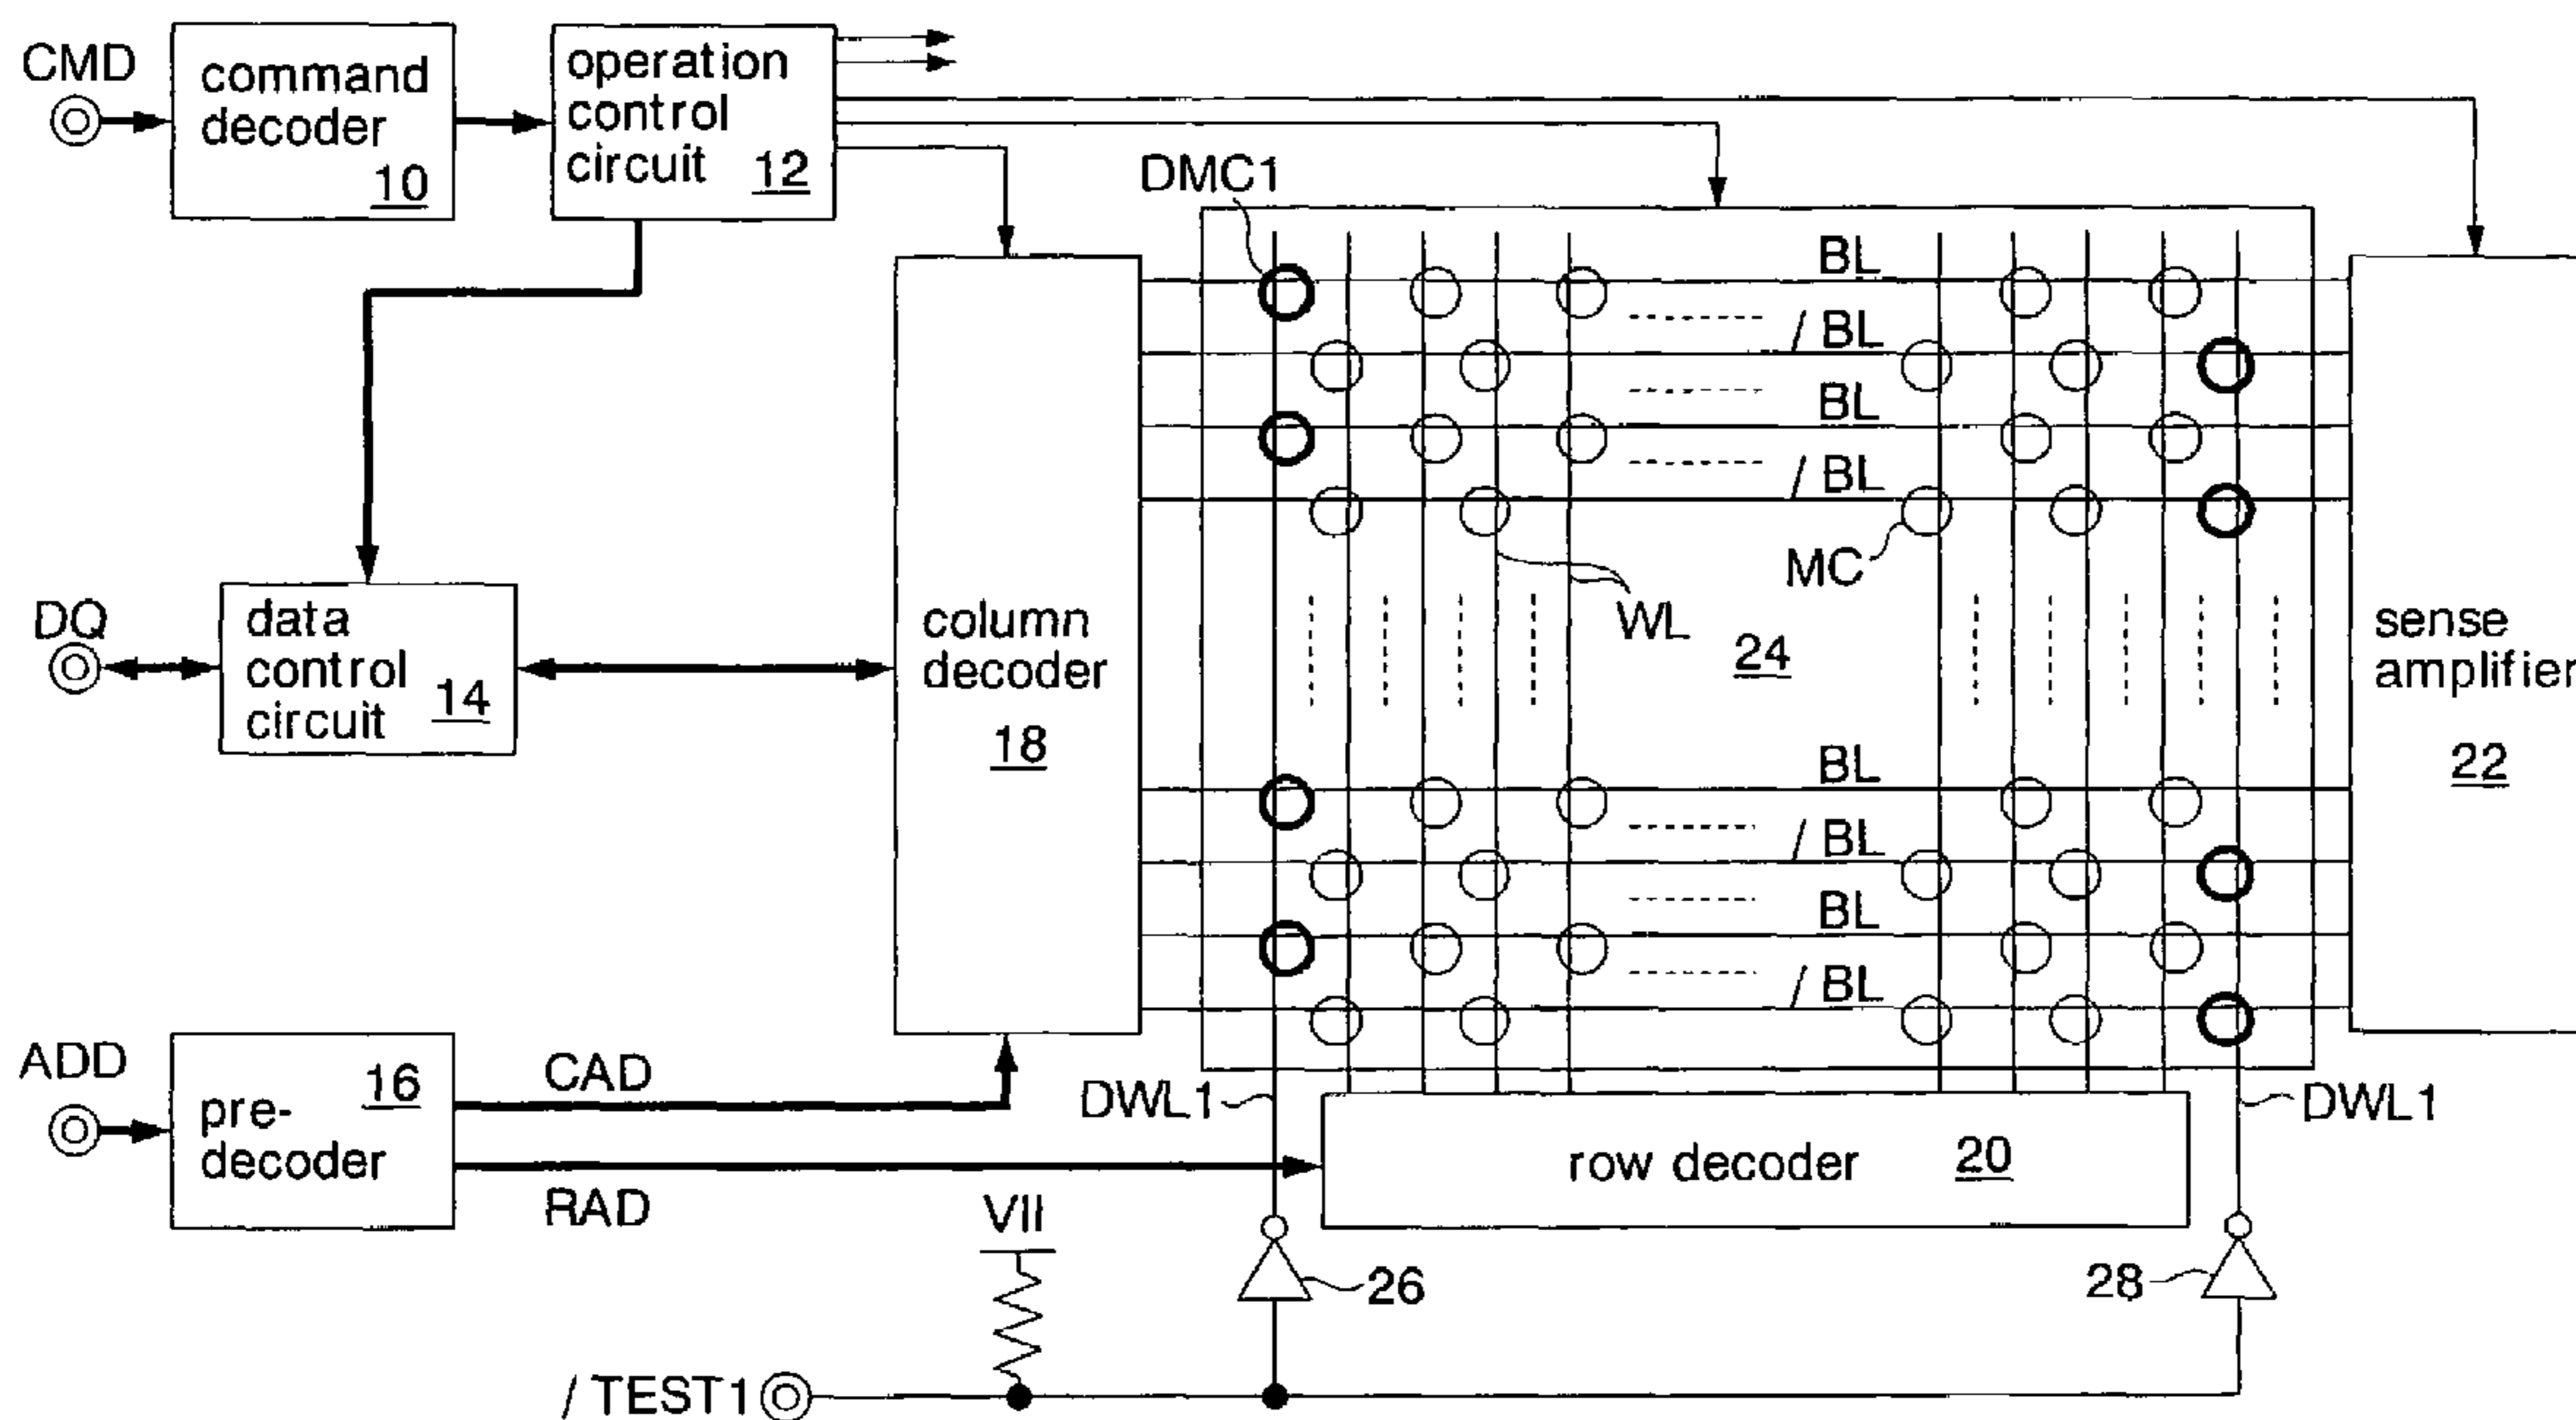 CMD
command
decoder
10
operation
control
circuit 12
DMC1
BL
/ BL
BL
/ BL
MC
WL
24
DQ
data
control
circuit 14
column
decoder
18
sense
amplifier
22
BL
/ BL
BL
/ BL
ADD
16
pre-
decoder
CAD
RAD
DWL1
DWL1
row decoder 20
VII
26
28
/ TEST1